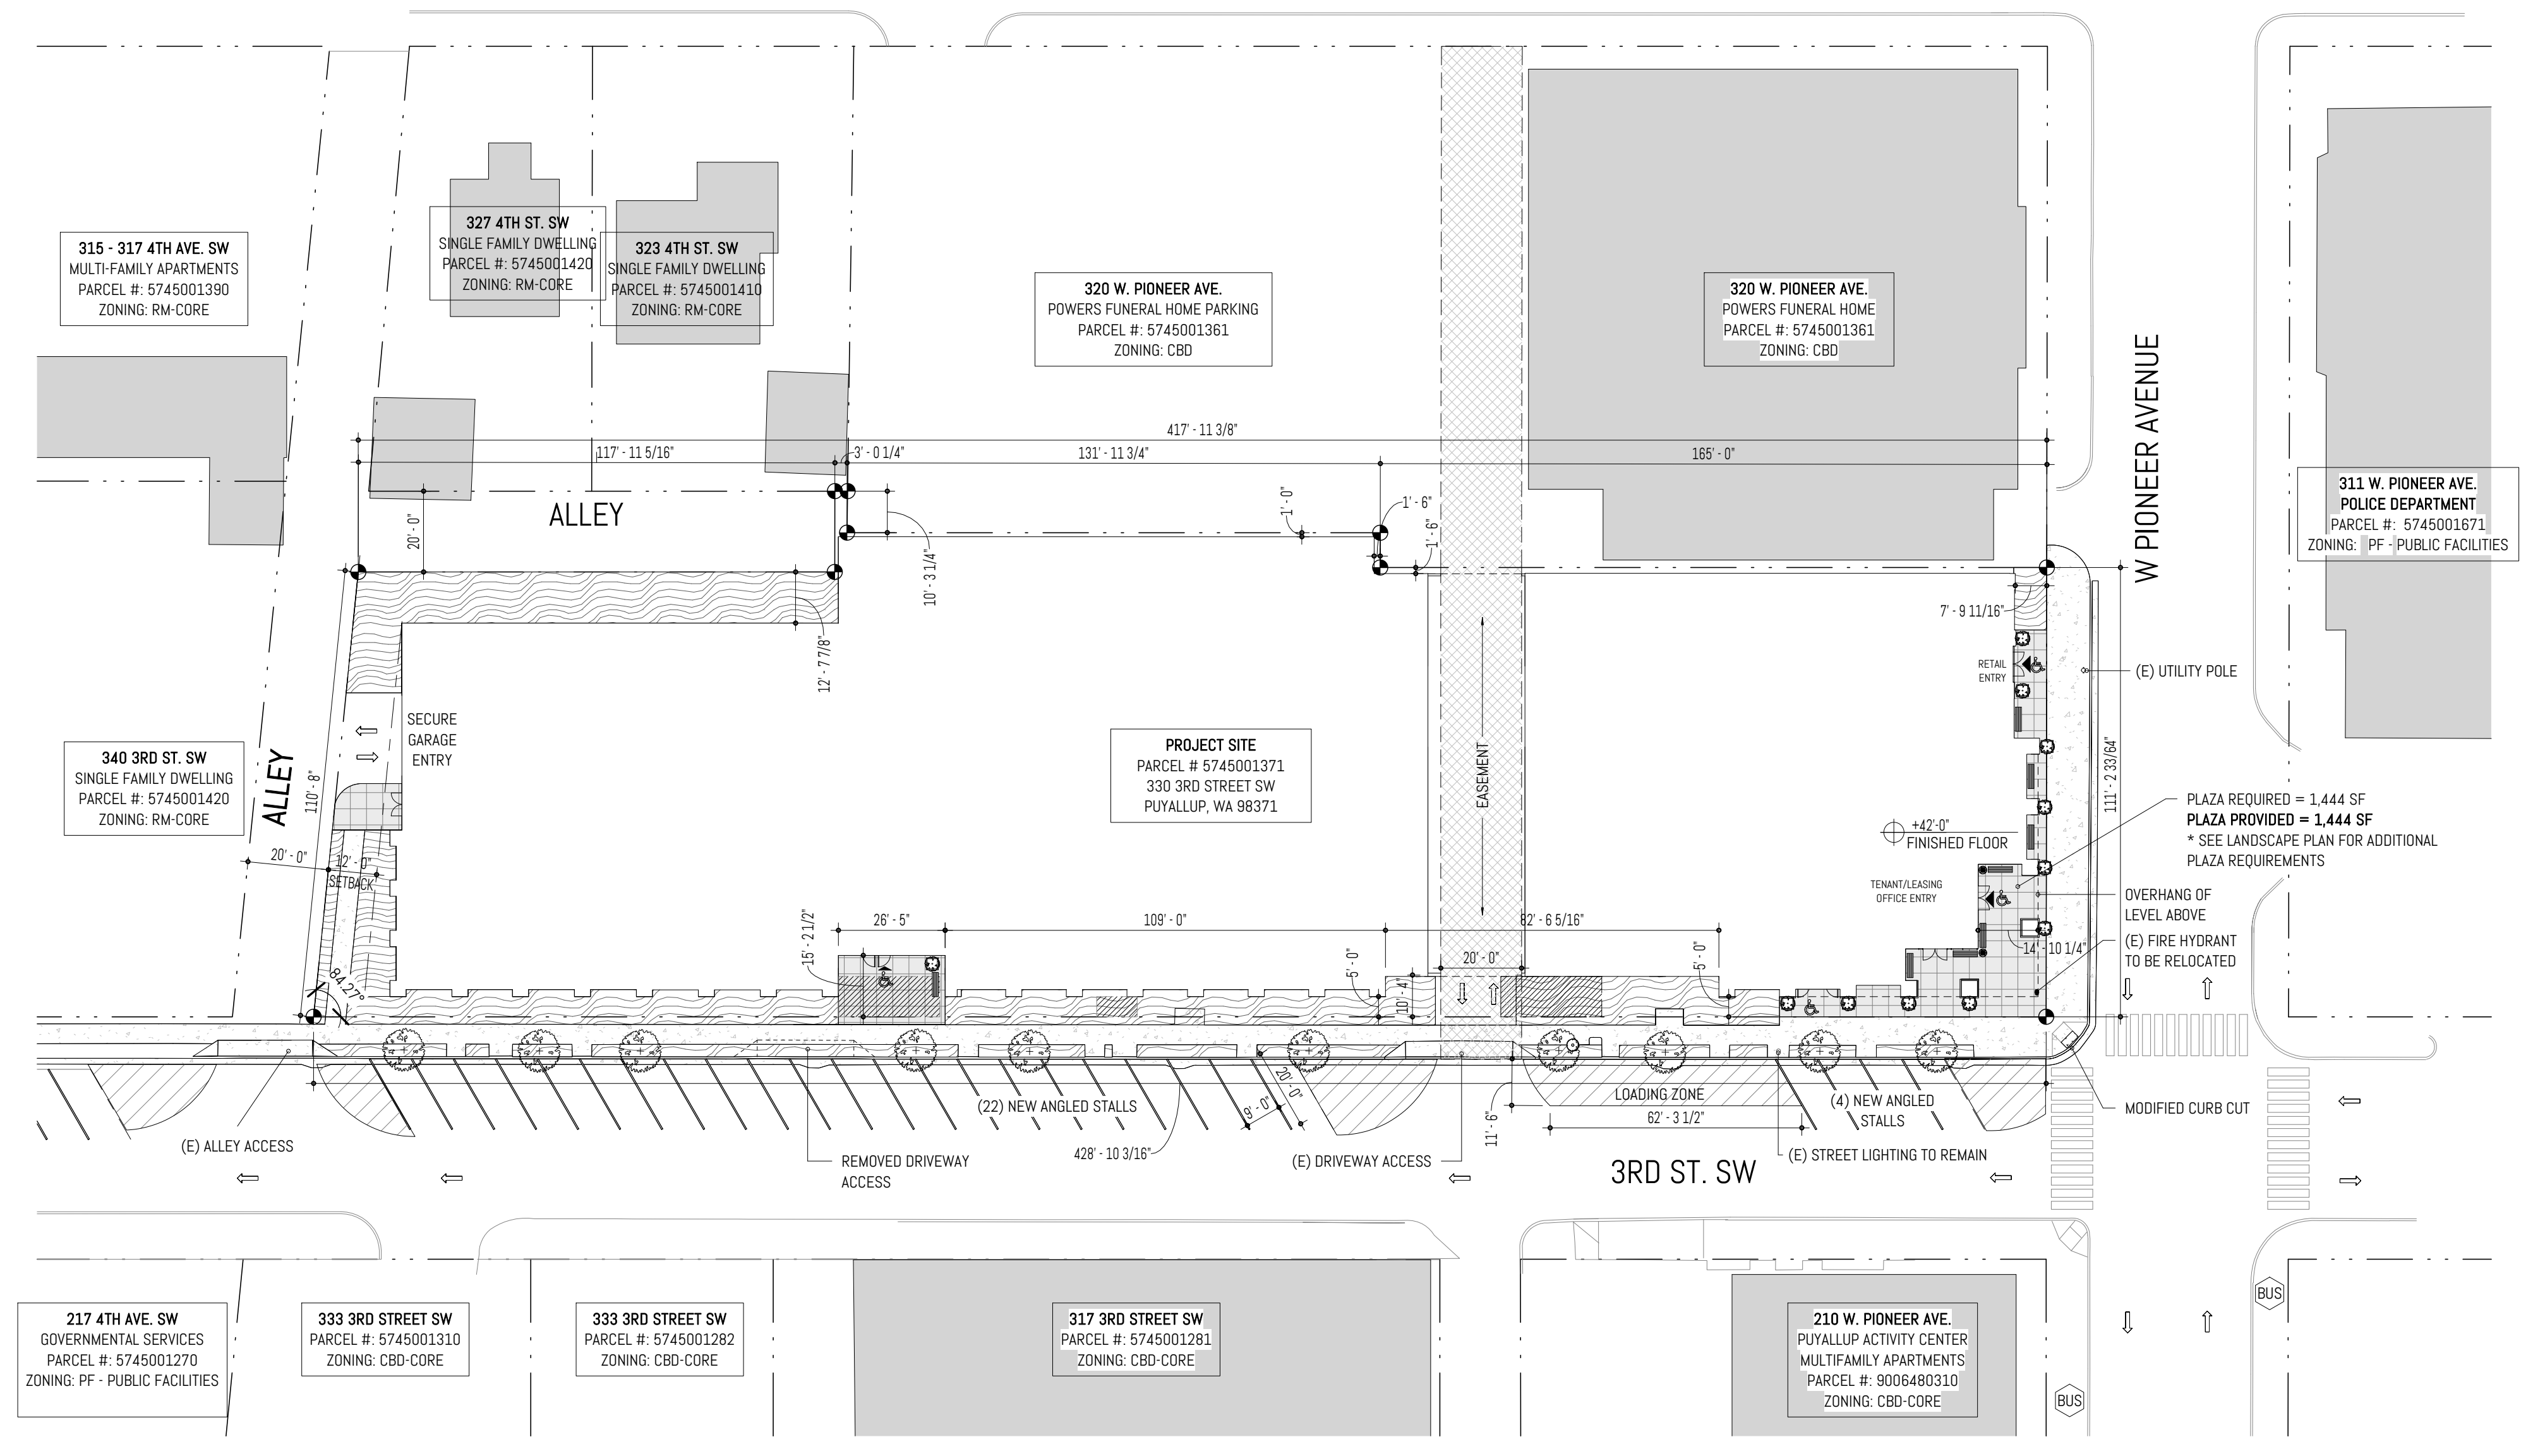 315 - 317 4TH AVE. SW
MULTI-FAMILY APARTMENTS
PARCEL #: 5745001390
ZONING: RM-CORE
327 4TH ST. SW
SINGLE FAMILY DWELLING
PARCEL #: 5745001420
ZONING: RM-CORE
323 4TH ST. SW
SINGLE FAMILY DWELLING
PARCEL #: 5745001410
ZONING: RM-CORE
320 W. PIONEER AVE.
POWERS FUNERAL HOME PARKING
PARCEL #: 5745001361
ZONING: CBD
320 W. PIONEER AVE.
POWERS FUNERAL HOME
PARCEL #: 5745001361
ZONING: CBD
W PIONEER AVENUE
311 W. PIONEER AVE.
POLICE DEPARTMENT
PARCEL #: 5745001671
ZONING: PF - PUBLIC FACILITIES
417' - 11 3/8"
117' - 11 5/16"
3' - 0 1/4"
131' - 11 3/4"
165' - 0"
ALLEY
20' - 0"
10' - 3 1/4"
1' - 0"
1' - 6"
1' - 6"
12' - 7 7/8"
7' - 9 11/16"
RETAIL
ENTRY
(E) UTILITY POLE
SECURE
GARAGE
ENTRY
340 3RD ST. SW
SINGLE FAMILY DWELLING
PARCEL #: 5745001420
ZONING: RM-CORE
ALLEY
110' - 8"
PROJECT SITE
PARCEL # 5745001371
330 3RD STREET SW
PUYALLUP, WA 98371
EASEMENT
111' - 2 33/64"
PLAZA REQUIRED = 1,444 SF
PLAZA PROVIDED = 1,444 SF
* SEE LANDSCAPE PLAN FOR ADDITIONAL
PLAZA REQUIREMENTS
+42'-0"
FINISHED FLOOR
20' - 0"
12' - 0"
SETBACK
TENANT/LEASING
OFFICE ENTRY
OVERHANG OF
LEVEL ABOVE
(E) FIRE HYDRANT
TO BE RELOCATED
15' - 2 1/2"
26' - 5"
109' - 0"
82' - 6 5/16"
14' - 10 1/4"
20' - 0"
5' - 0"
10' - 4"
5' - 0"
84.27°
(E) ALLEY ACCESS
REMOVED DRIVEWAY
ACCESS
(22) NEW ANGLED STALLS
428' - 10 3/16"
9' - 0"
20' - 0"
(E) DRIVEWAY ACCESS
11' - 6"
LOADING ZONE
62' - 3 1/2"
(4) NEW ANGLED
STALLS
(E) STREET LIGHTING TO REMAIN
MODIFIED CURB CUT
3RD ST. SW
217 4TH AVE. SW
GOVERNMENTAL SERVICES
PARCEL #: 5745001270
ZONING: PF - PUBLIC FACILITIES
333 3RD STREET SW
PARCEL #: 5745001310
ZONING: CBD-CORE
333 3RD STREET SW
PARCEL #: 5745001282
ZONING: CBD-CORE
317 3RD STREET SW
PARCEL #: 5745001281
ZONING: CBD-CORE
210 W. PIONEER AVE.
PUYALLUP ACTIVITY CENTER
MULTIFAMILY APARTMENTS
PARCEL #: 9006480310
ZONING: CBD-CORE
BUS
BUS